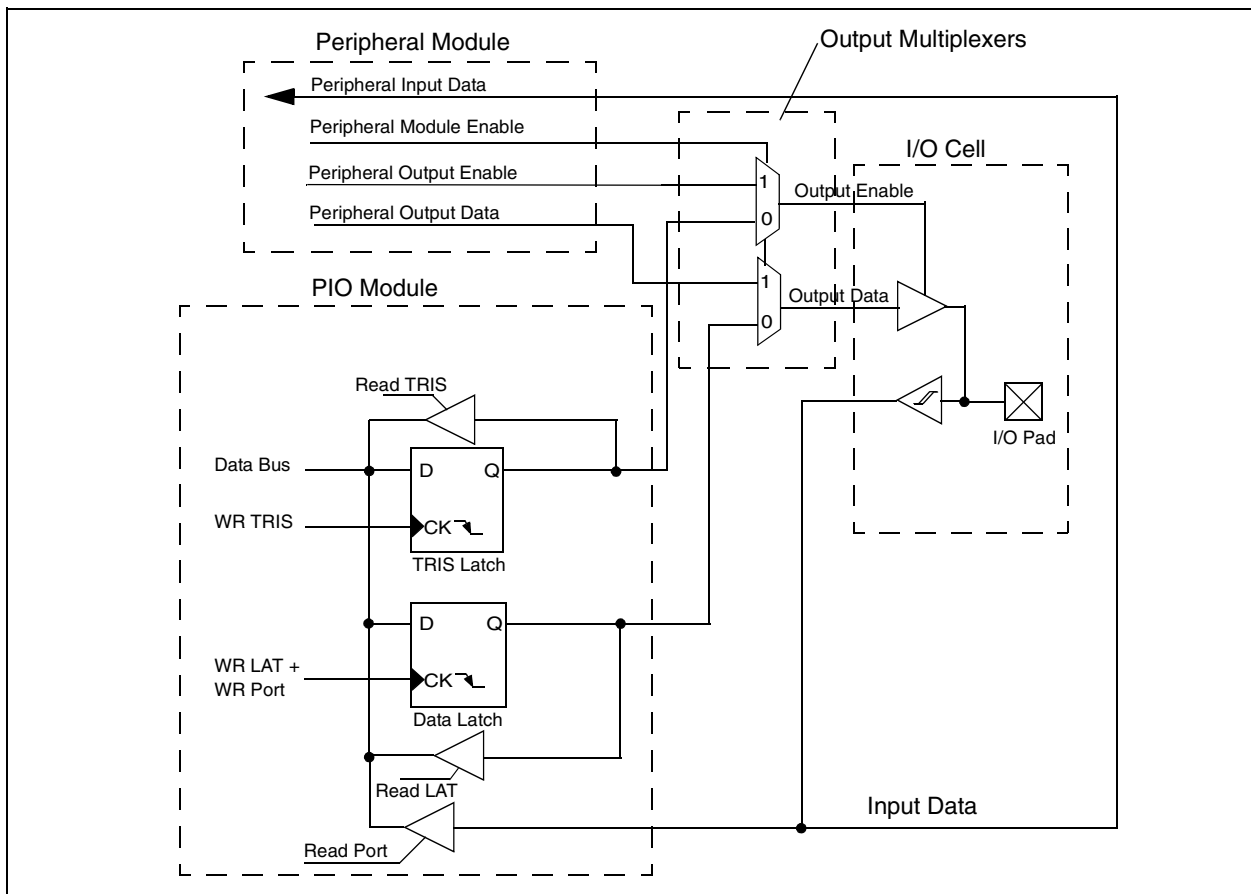 Peripheral Module
Output Multiplexers
Peripheral Input Data
Peripheral Module Enable
I/O Cell
Peripheral Output Enable
1
Output Enable
Peripheral Output Data
0
1
PIO Module
Output Data
0
Read TRIS
I/O Pad
Data Bus
D
Q
WR TRIS
CK
TRIS Latch
D
Q
WR LAT +
WR Port
CK
Data Latch
Read LAT
Input Data
Read Port